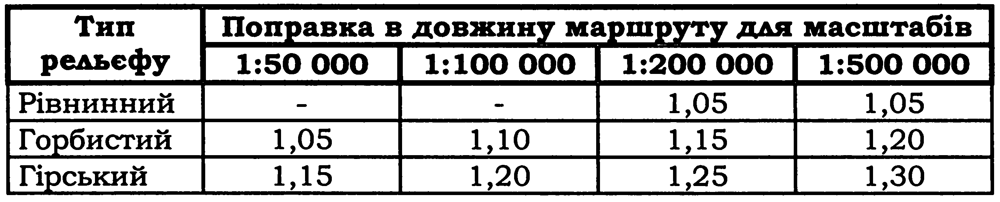 Тип рельєфу
Поправка в довжину маршруту для масштабів
1:50 000 1:100 000 1:200 000 1:500 000
Рівнинний - - 1,05 1,05
Горбистий 1,05 1,10 1,15 1,20
Гірський 1,15 1,20 1,25 1,30